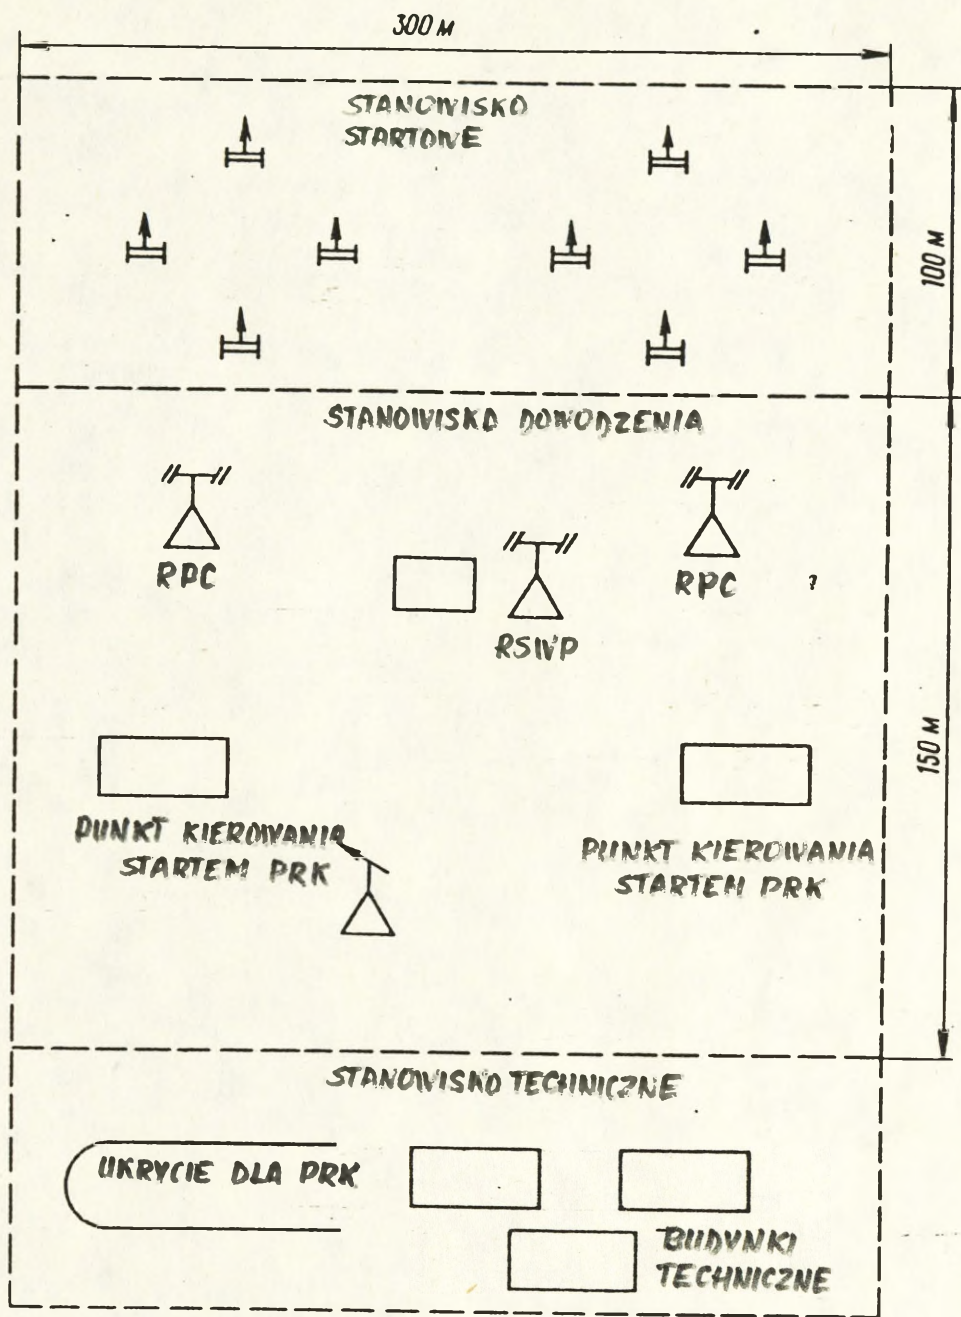 300 м
STANOWISKO
STARTOWE
100 м
STANOWISKA DOWODZENIA
RPC
RPC
?
RSWP
150 м
PUNKT KIEROWANIA
STARTEM PRK
PUNKT KIEROWANIA
STARTEM PRK
STANOWISKO TECHNICZNE
UKRYCIE DLA PRK
BUDYNKI
TECHNICZNE